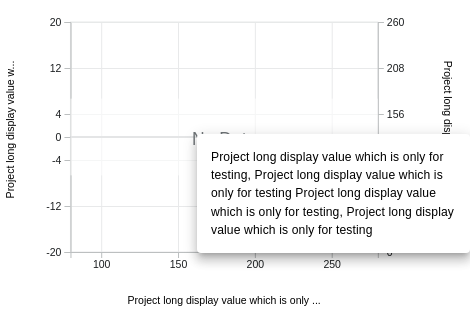 20
12
4
0
-4
-12
-20
Project long display value w...
260
208
156
Project long
Project long display value which is only for
testing, Project long display value which is
only for testing Project long display value
which is only for testing, Project long display
value which is only for testing
100
150
200
250
Project long display value which is only ...